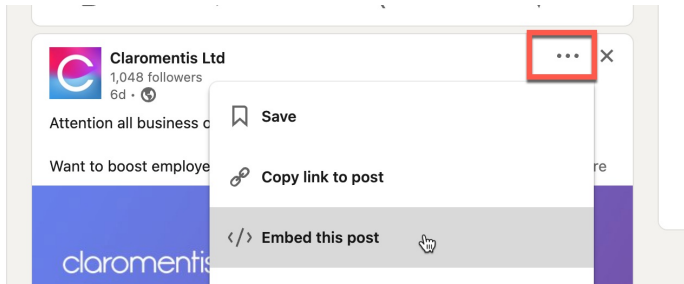 Claromentis Ltd
1,048 followers
6d •
Attention all business o
Save
Want to boost employe
re
Copy link to post
</> Embed this post
claromentis